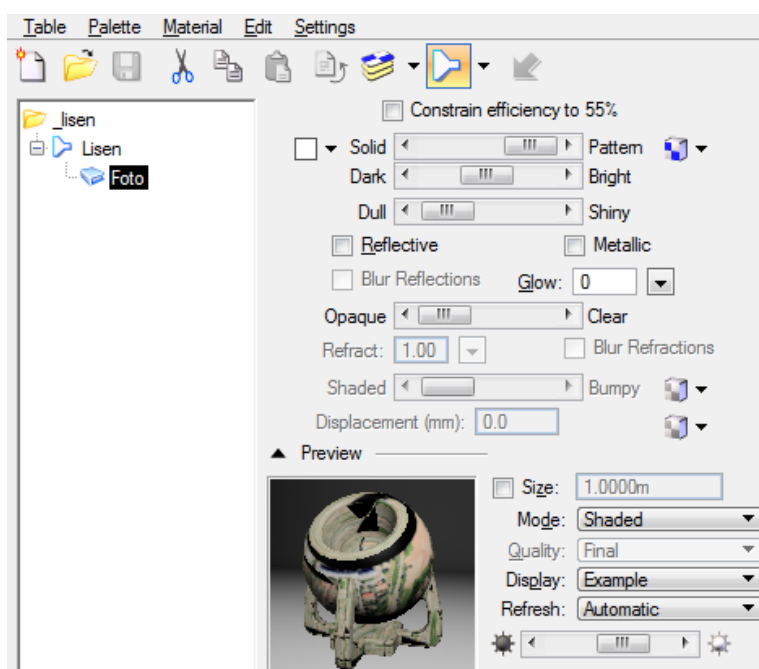 Table Palette Material Edit Settings
_lisen
Lisen
Foto
Constrain efficiency to 55%
Solid Pattern
Dark Bright
Dull Shiny
Reflective Metallic
Blur Reflections Glow: 0
Opaque Clear
Refract: 1.00 Blur Refractions
Shaded Bumpy
Displacement (mm): 0.0
Preview
Size: 1.0000m
Mode: Shaded
Quality: Final
Display: Example
Refresh: Automatic